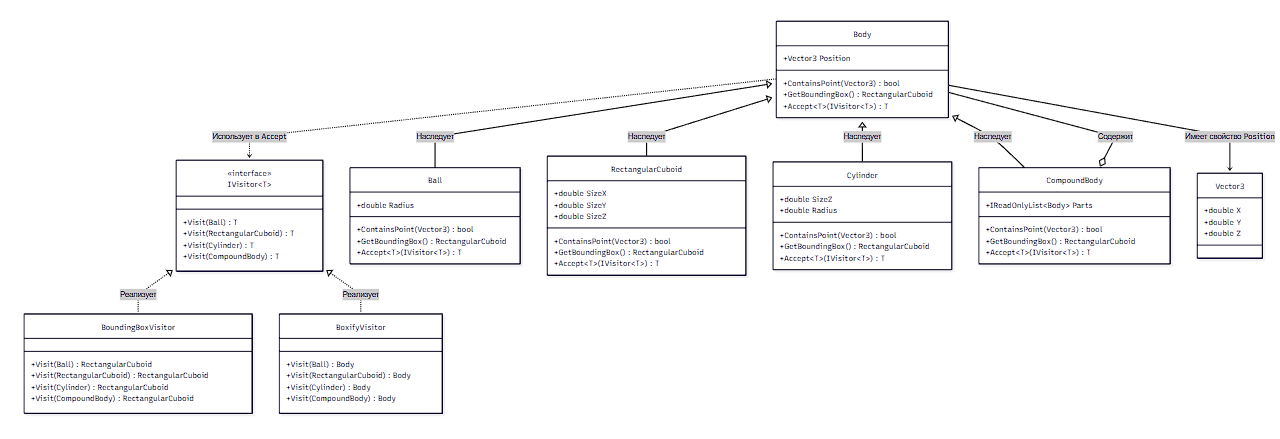 Body
+Vector3 Position
+ContainsPoint(Vector3) : bool
+GetBoundingBox() : RectangularCuboid
+Accept<T>(IVisitor<T>) : T
Использует в Accept
Наследует
Наследует
Наследует
Наследует
Содержит
Имеет свойство Position
«interface»
IVisitor<T>
+Visit(Ball) : T
+Visit(RectangularCuboid) : T
+Visit(Cylinder) : T
+Visit(CompoundBody) : T
Ball
+double Radius
+ContainsPoint(Vector3) : bool
+GetBoundingBox() : RectangularCuboid
+Accept<T>(IVisitor<T>) : T
RectangularCuboid
+double SizeX
+double SizeY
+double SizeZ
+ContainsPoint(Vector3) : bool
+GetBoundingBox() : RectangularCuboid
+Accept<T>(IVisitor<T>) : T
Cylinder
+double SizeZ
+double Radius
+ContainsPoint(Vector3) : bool
+GetBoundingBox() : RectangularCuboid
+Accept<T>(IVisitor<T>) : T
CompoundBody
+IReadOnlyList<Body> Parts
+ContainsPoint(Vector3) : bool
+GetBoundingBox() : RectangularCuboid
+Accept<T>(IVisitor<T>) : T
Vector3
+double X
+double Y
+double Z
Реализует
Реализует
BoundingBoxVisitor
+Visit(Ball) : RectangularCuboid
+Visit(RectangularCuboid) : RectangularCuboid
+Visit(Cylinder) : RectangularCuboid
+Visit(CompoundBody) : RectangularCuboid
BoxifyVisitor
+Visit(Ball) : Body
+Visit(RectangularCuboid) : Body
+Visit(Cylinder) : Body
+Visit(CompoundBody) : Body